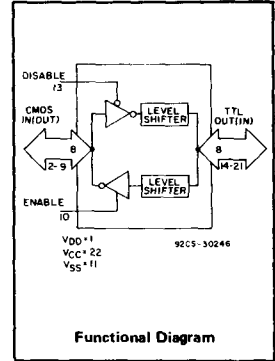 DISABLE
13
CMOS
IN(OUT)
8
2-9
LEVEL
SHIFTER
TTL
OUT(IN)
8
14-21
LEVEL
SHIFTER
ENABLE
10
VDD=1
VCC=22
VSS=11
92CS-30246
Functional Diagram